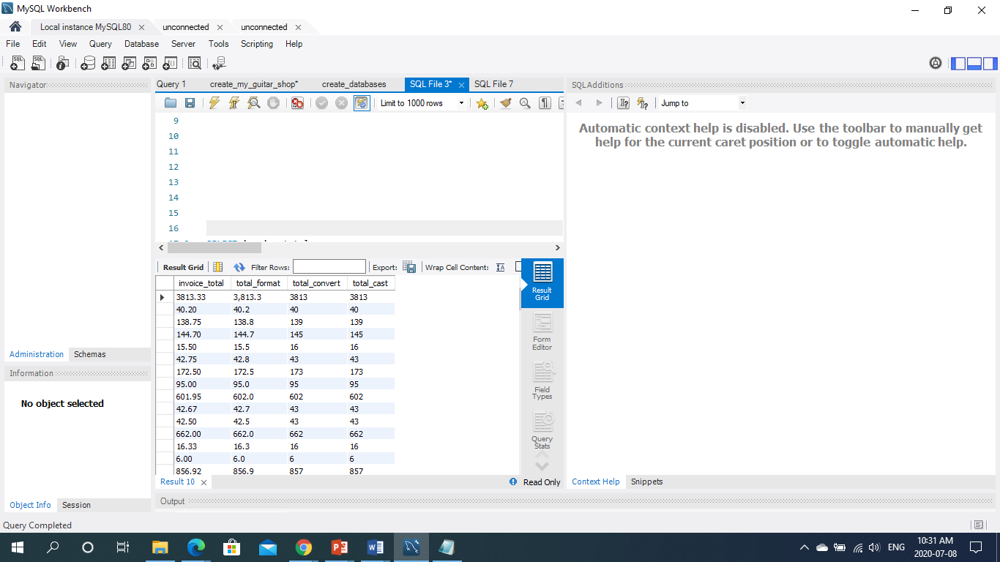 MySQL Workbench
Local instance MySQL80 unconnected unconnected
File Edit View Query Database Server Tools Scripting Help
Navigator
Query 1 create_my_guitar_shop* create_databases SQL File 3* SQL File 7
SQLAdditions
Limit to 1000 rows
Jump to
9
10
11
12
13
14
15
16
Automatic context help is disabled. Use the toolbar to manually get
help for the current caret position or to toggle automatic help.
Result Grid Filter Rows: Export: Wrap Cell Content:
invoice_total total_format total_convert total_cast
3813.33 3,813.3 3813 3813
40.20 40.2 40 40
138.75 138.8 139 139
144.70 144.7 145 145
15.50 15.5 16 16
42.75 42.8 43 43
172.50 172.5 173 173
95.00 95.0 95 95
601.95 602.0 602 602
42.67 42.7 43 43
42.50 42.5 43 43
662.00 662.0 662 662
16.33 16.3 16 16
6.00 6.0 6 6
856.92 856.9 857 857
Result
Grid
Form
Editor
Field
Types
Query
Stats
Administration Schemas
Information
No object selected
Result 10
Read Only
Context Help Snippets
Object Info Session
Output
Query Completed
ENG
10:31 AM
2020-07-08